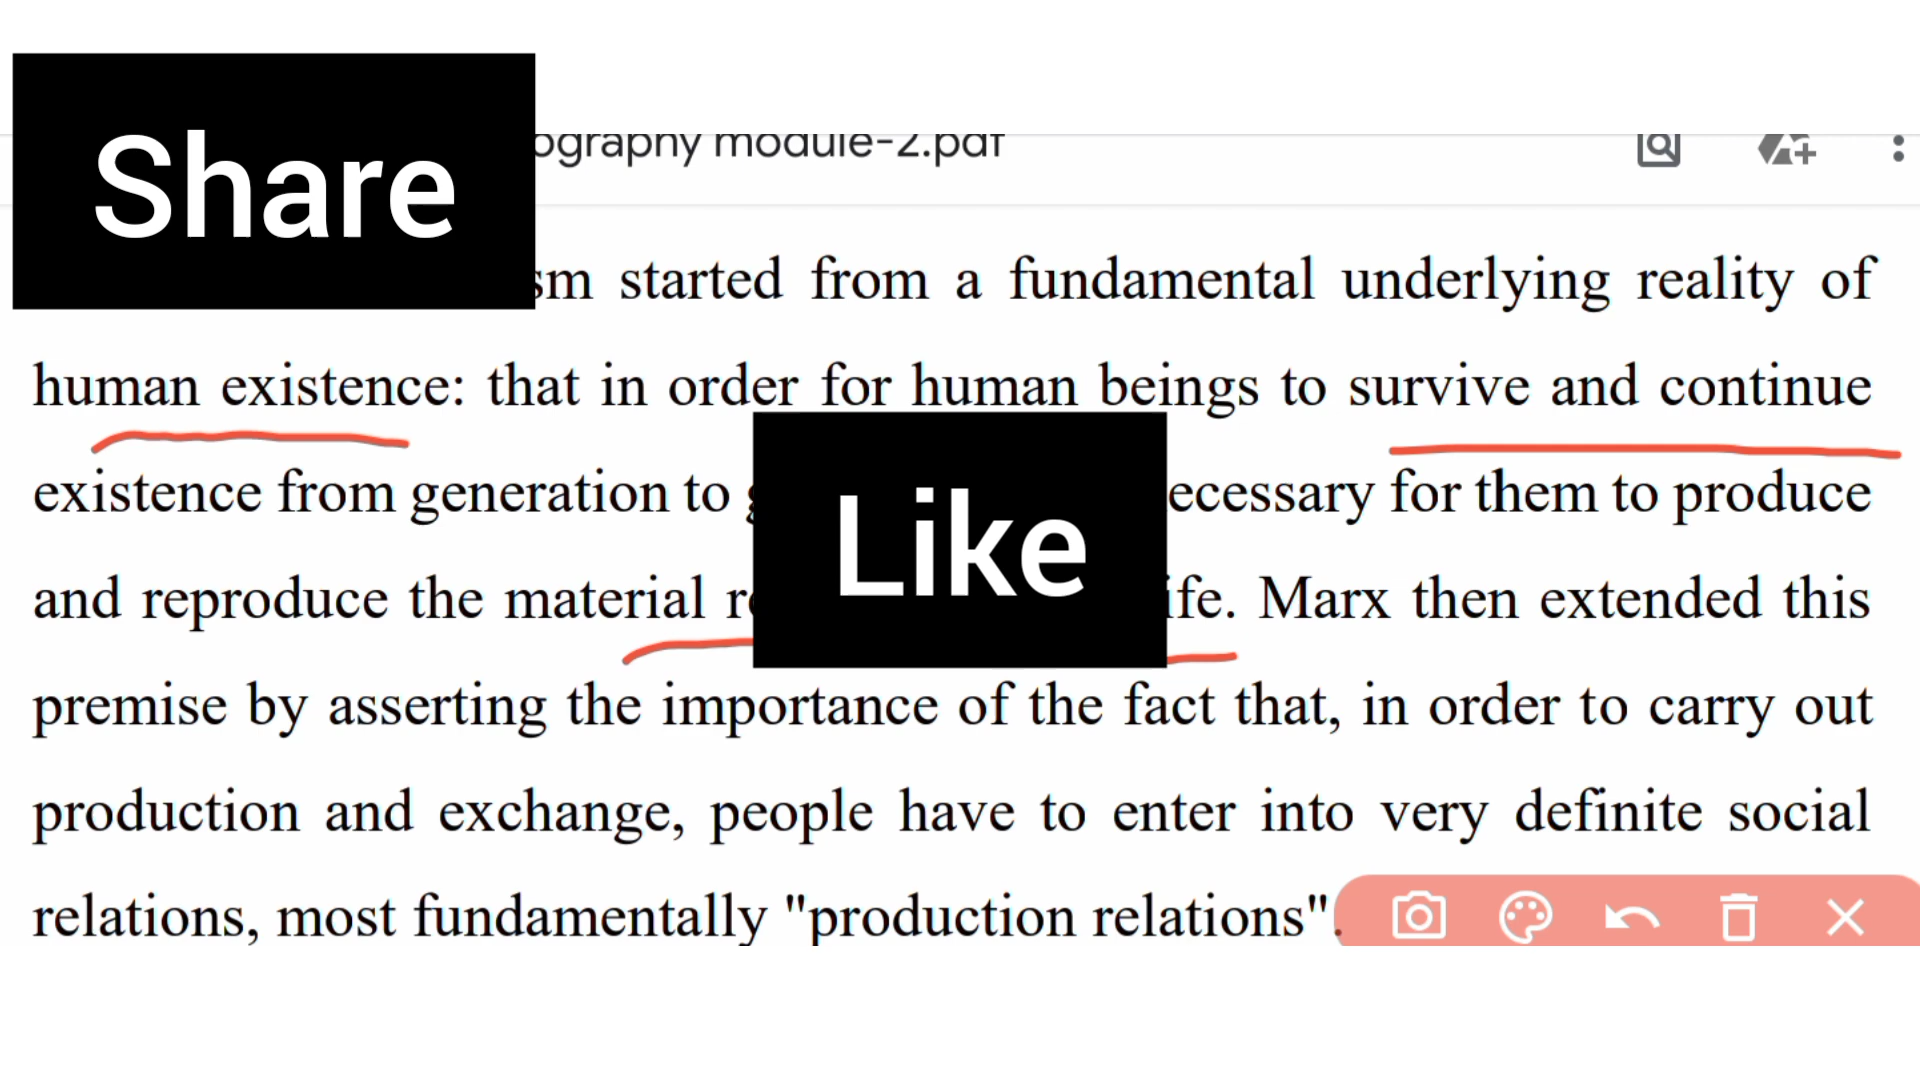 Share
ography module-2.pdf
sm started from a fundamental underlying reality of
human existence: that in order for human beings to survive and continue
existence from generation to ecessary for them to produce
Like
and reproduce the material re ife. Marx then extended this
premise by asserting the importance of the fact that, in order to carry out
production and exchange, people have to enter into very definite social
relations, most fundamentally "production relations".